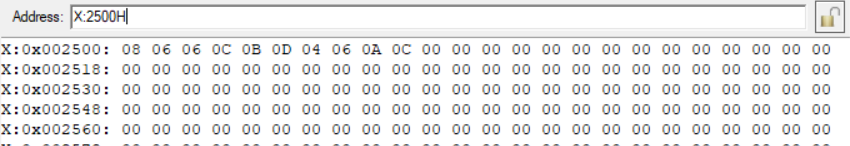 Address: X:2500H
X:0x002500: 08 06 06 0C 0B 0D 04 06 0A 0C 00 00 00 00 00 00 00 00 00 00 00 00 00 00
X:0x002518: 00 00 00 00 00 00 00 00 00 00 00 00 00 00 00 00 00 00 00 00 00 00 00 00
X:0x002530: 00 00 00 00 00 00 00 00 00 00 00 00 00 00 00 00 00 00 00 00 00 00 00 00
X:0x002548: 00 00 00 00 00 00 00 00 00 00 00 00 00 00 00 00 00 00 00 00 00 00 00 00
X:0x002560: 00 00 00 00 00 00 00 00 00 00 00 00 00 00 00 00 00 00 00 00 00 00 00 00